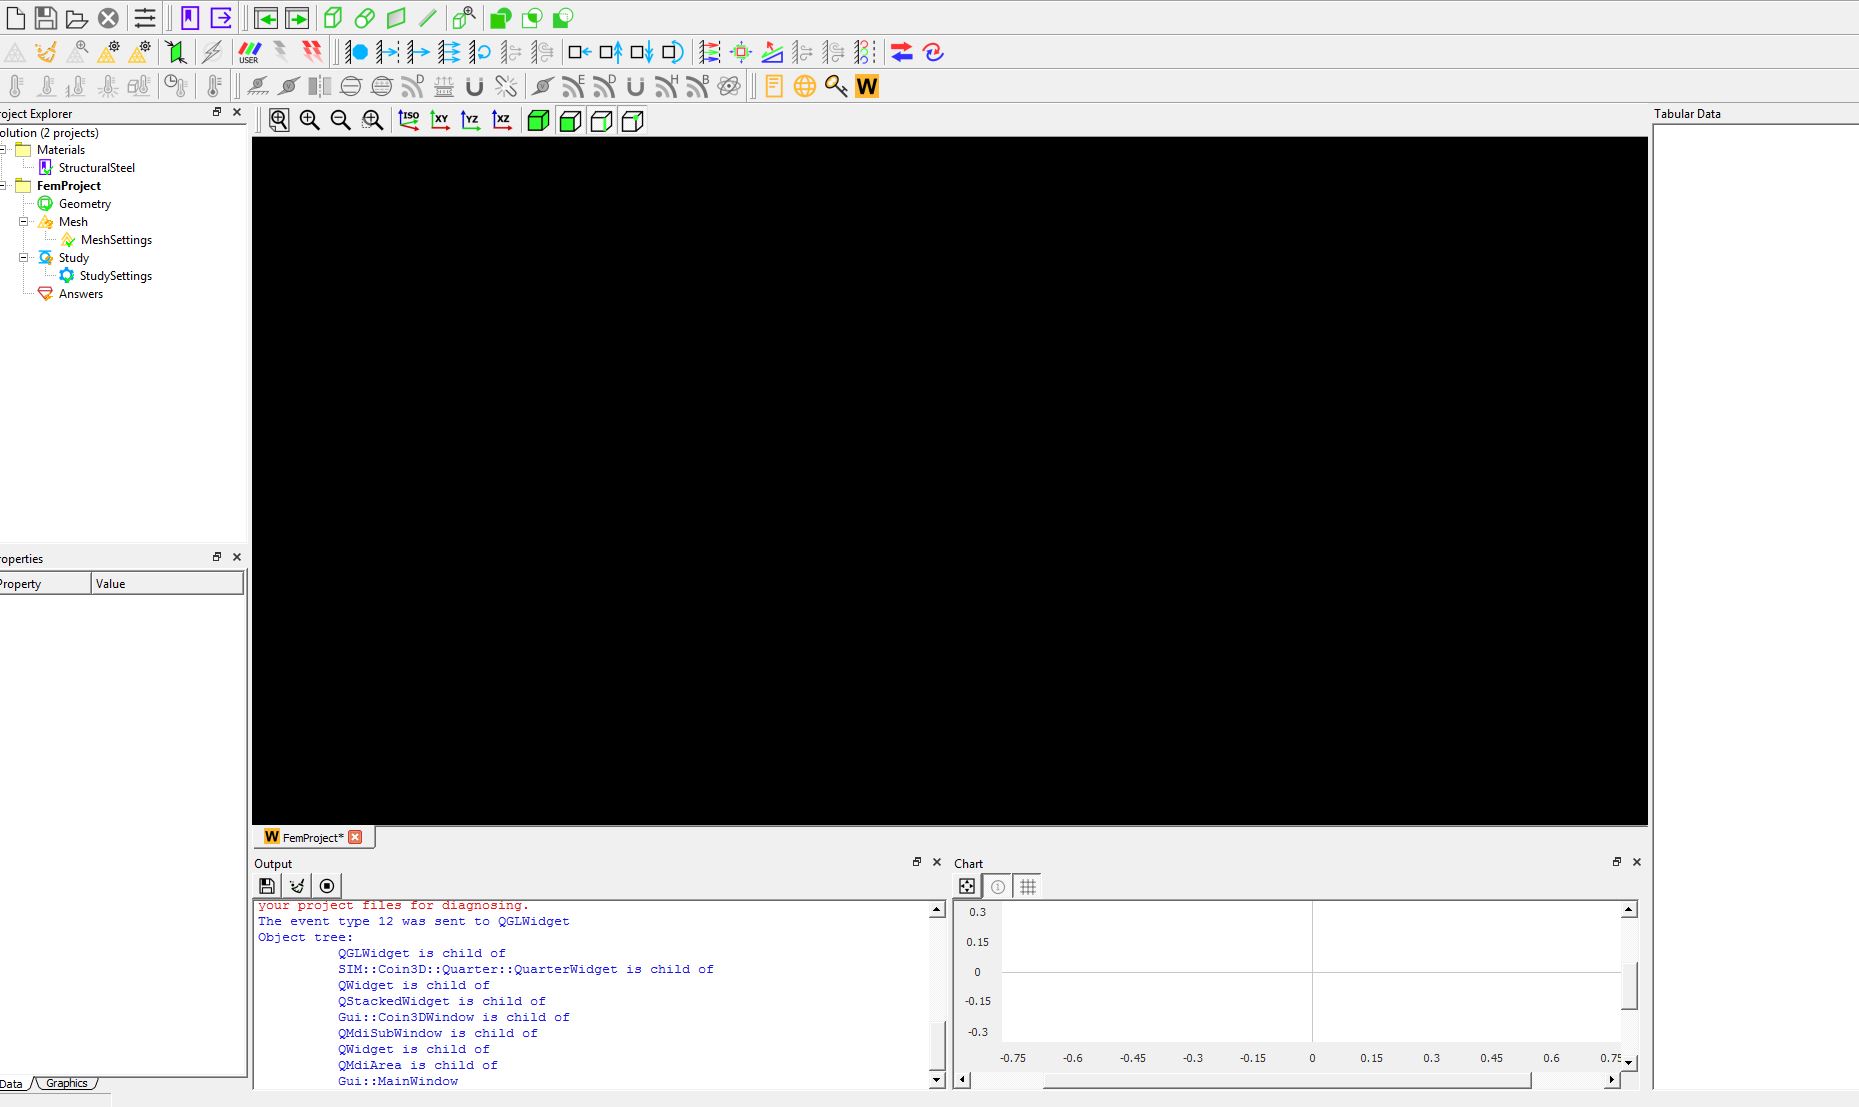 USER
D
E
D
H
B
W
roject Explorer
olution (2 projects)
Materials
StructuralSteel
FemProject
Geometry
Mesh
MeshSettings
Study
StudySettings
Answers
ISO
XY
YZ
XZ
Tabular Data
roperties
Property
Value
Data
Graphics
W FemProject*
Output
your project files for diagnosing.
The event type 12 was sent to QGLWidget
Object tree:
QGLWidget is child of
SIM::Coin3D::Quarter::QuarterWidget is child of
QWidget is child of
QStackedWidget is child of
Gui::Coin3DWindow is child of
QMdiSubWindow is child of
QWidget is child of
QMdiArea is child of
Gui::MainWindow
Chart
1
0.3
0.15
0
-0.15
-0.3
-0.75 -0.6 -0.45 -0.3 -0.15 0 0.15 0.3 0.45 0.6 0.75